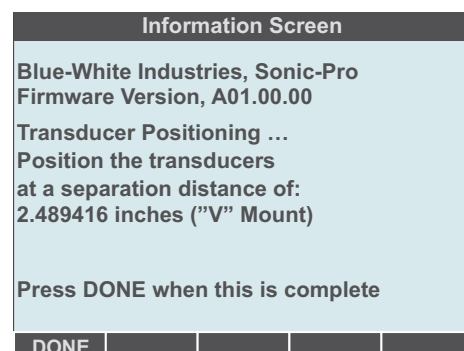 Information Screen
Blue-White Industries, Sonic-Pro
Firmware Version, A01.00.00
Transducer Positioning …
Position the transducers
at a separation distance of:
2.489416 inches (”V” Mount)
Press DONE when this is complete
DONE